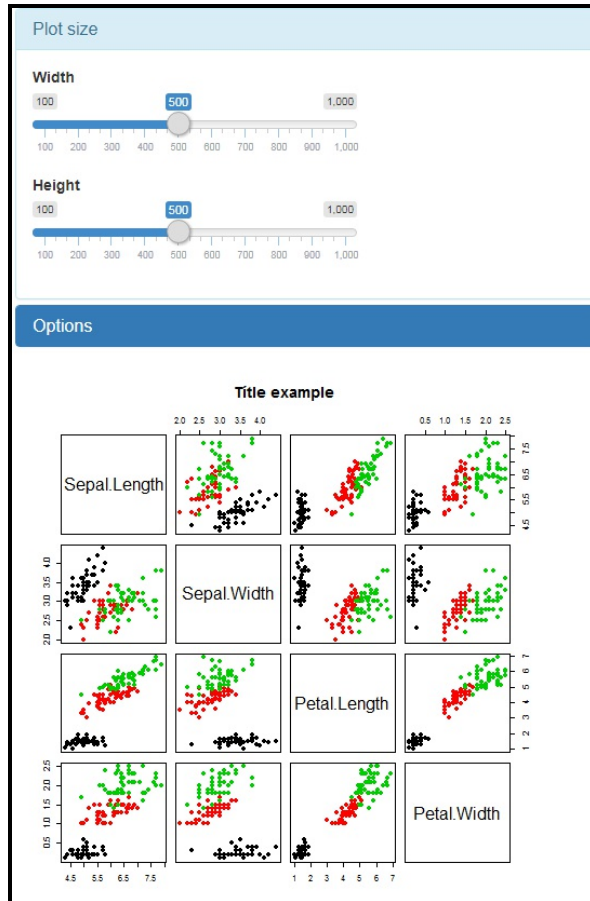 Plot size
Width
100 500 1,000
100 200 300 400 500 600 700 800 900 1,000
Height
100 500 1,000
100 200 300 400 500 600 700 800 900 1,000
Options
Title example
2.0 2.5 3.0 3.5 4.0 0.5 1.0 1.5 2.0 2.5
Sepal.Length
4.5 5.5 6.5 7.5
2.0 2.5 3.0 3.5 4.0
Sepal.Width
Petal.Length
1 2 3 4 5 6 7
0.5 1.0 1.5 2.0 2.5
Petal.Width
4.5 5.5 6.5 7.5 1 2 3 4 5 6 7